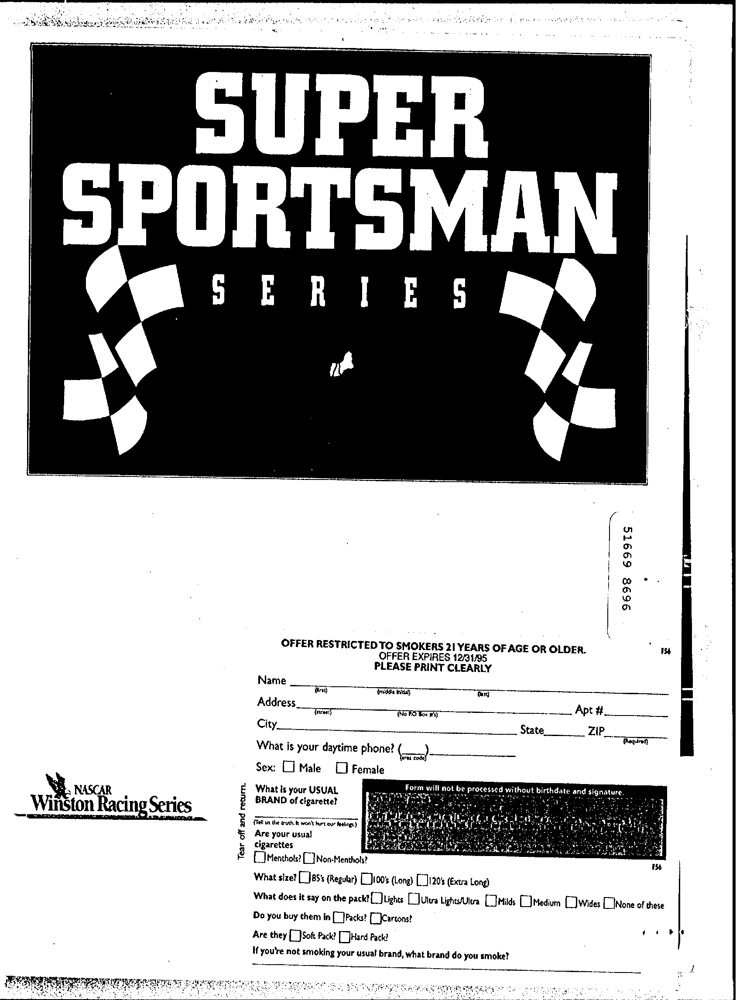 SUPER
SPORTSMAN
SERIES
51669 8696
OFFER RESTRICTED TO SMOKERS 21 YEARS OF AGE OR OLDER.
OFFER EXPIRES 12/31/95
PLEASE PRINT CLEARLY
156
Name
(first) (middle initial) (last)
Address Apt #
(street) (No P.O. Box #'s)
City State ZIP
(Required)
What is your daytime phone? ( )
(area code)
Sex: Male Female
NASCAR
Winston Racing Series
Tear off and return.
What is your USUAL
BRAND of cigarette?
(Tell us the truth. It won't hurt our feelings.)
Form will not be processed without birthdate and signature.
Are your usual
cigarettes
Menthols? Non-Menthols?
156
What size? 85's (Regular) 100's (Long) 120's (Extra Long)
What does it say on the pack? Lights Ultra Lights/Ultra Milds Medium Wides None of these
Do you buy them in Packs? Cartons?
Are they Soft Pack? Hard Pack?
If you're not smoking your usual brand, what brand do you smoke?